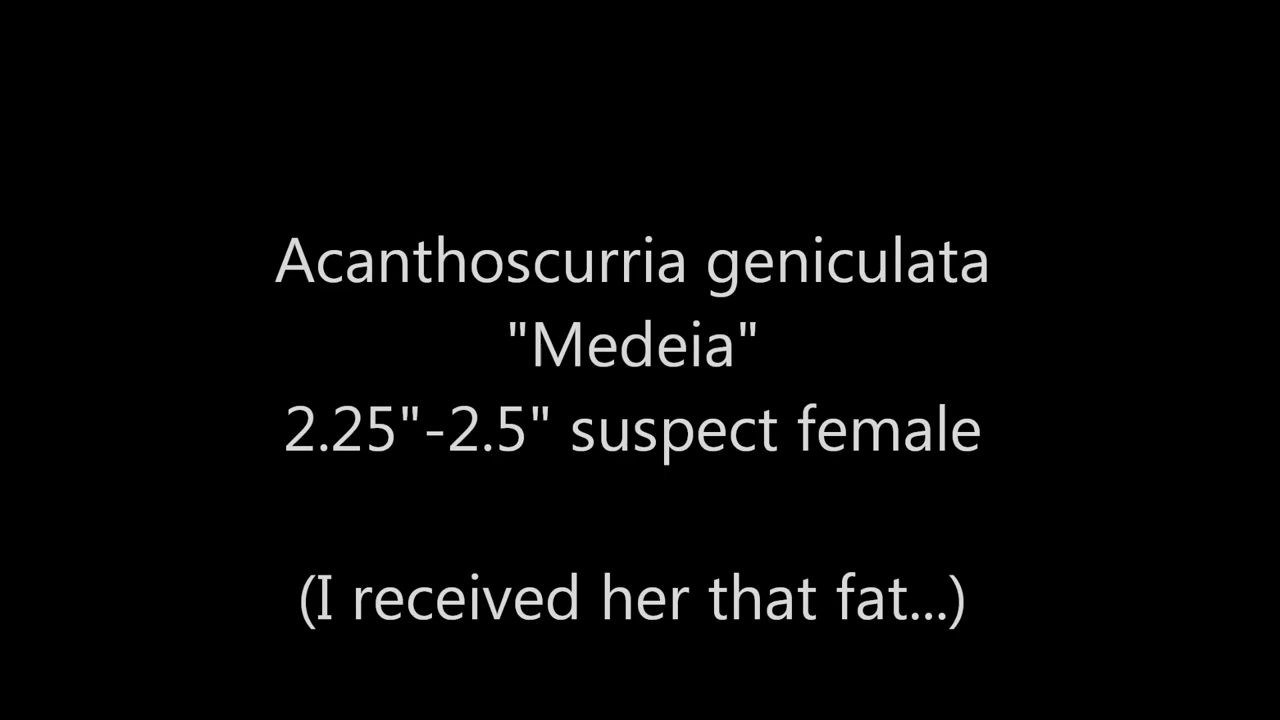 Acanthoscurria geniculata
"Medeia"
2.25"-2.5" suspect female
(I received her that fat...)